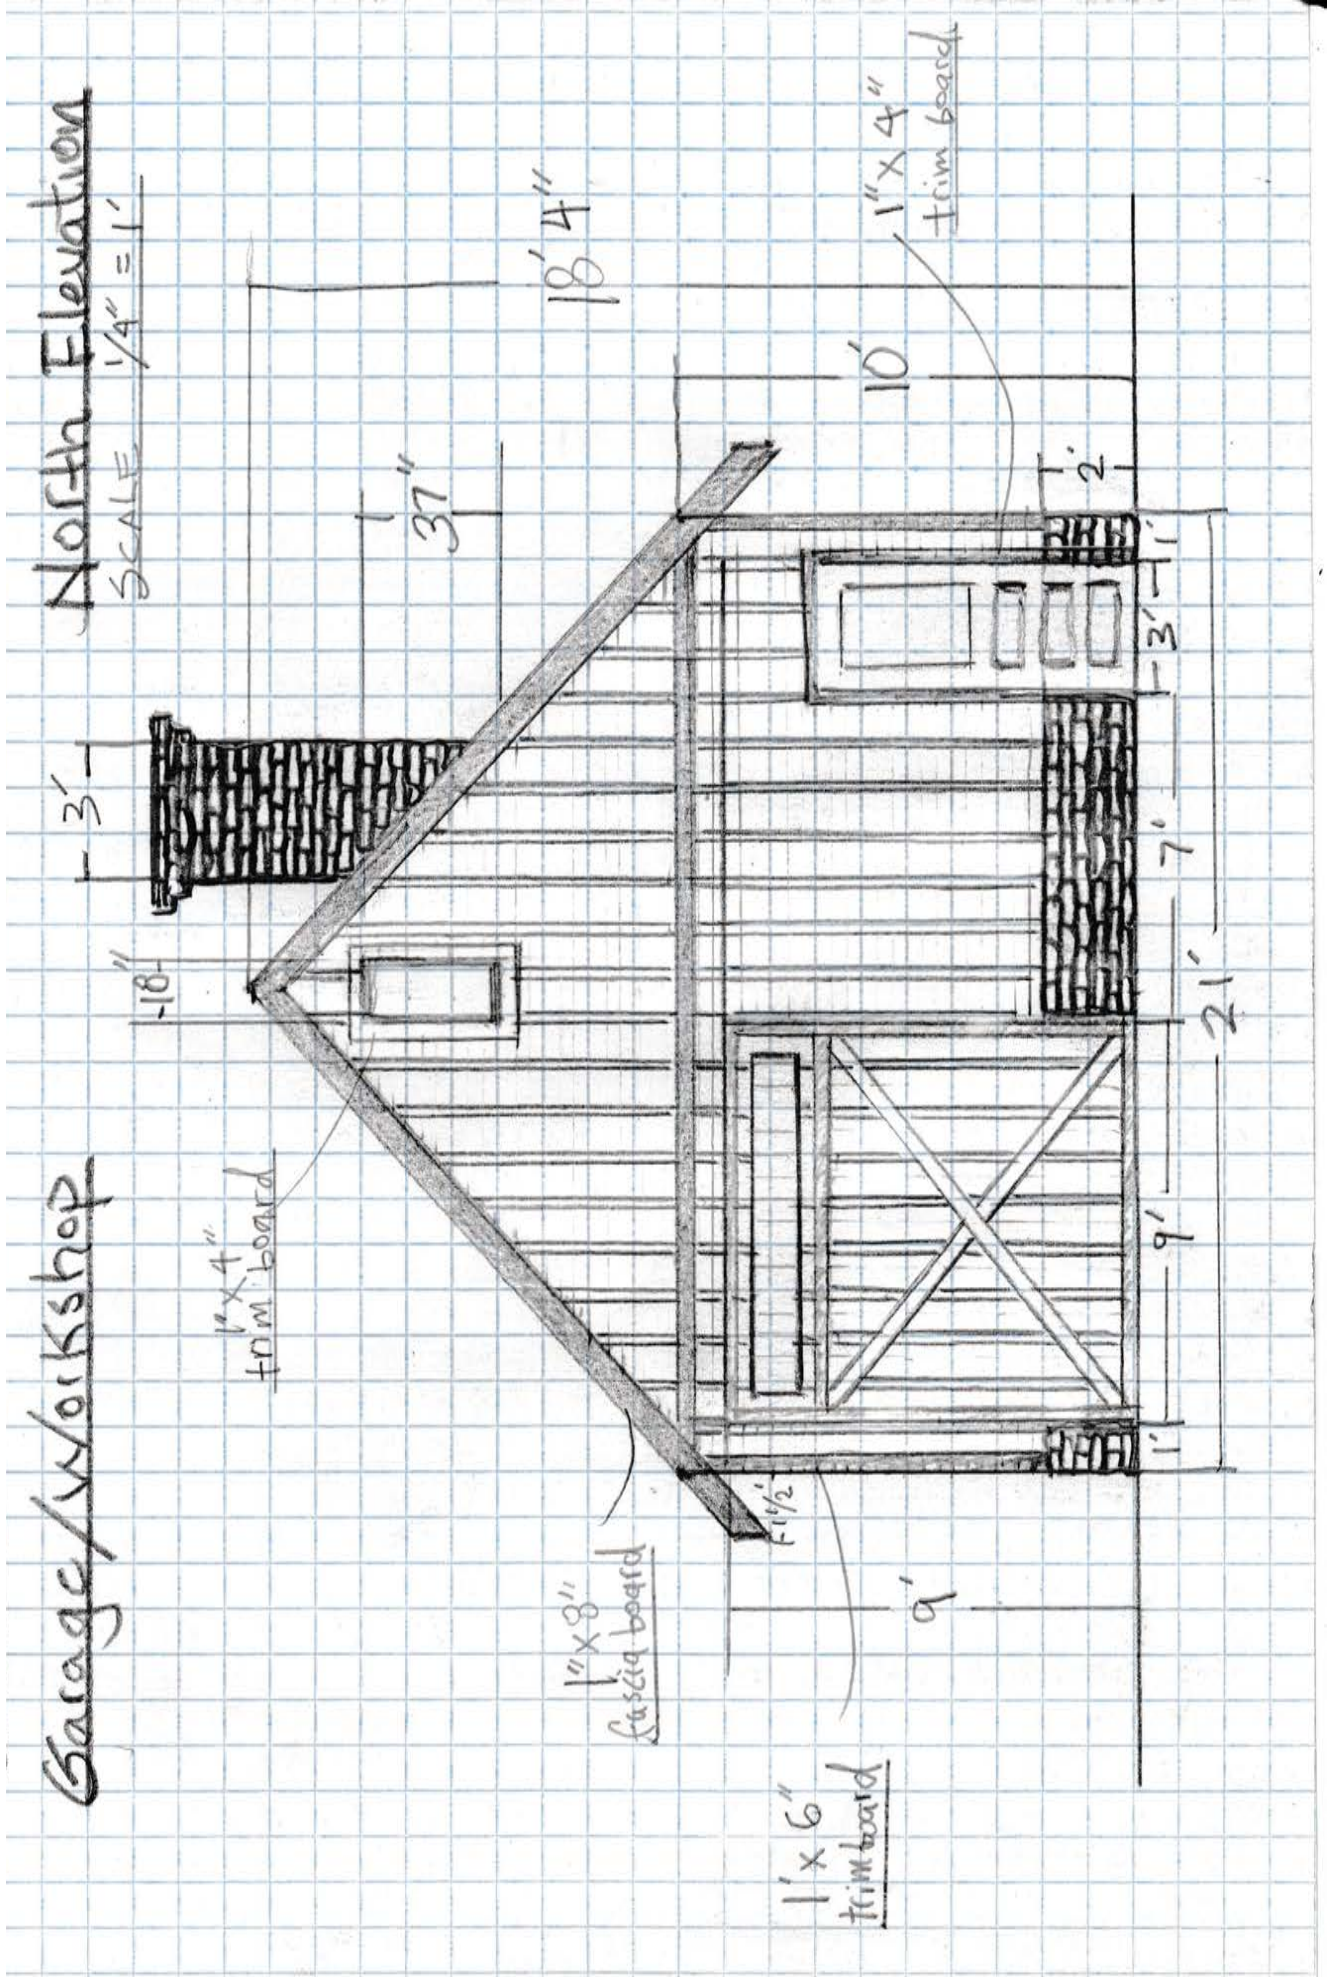 Garage/Workshop
North Elevation
SCALE 1/4" = 1'
3'
18"
1" x 4"
trim board
37"
18' 4"
1" x 8"
fascia board
10'
1" x 4"
trim board
1 1/2'
1' x 6"
trim board
9'
2'
1'
9'
7'
3'
1'
21'